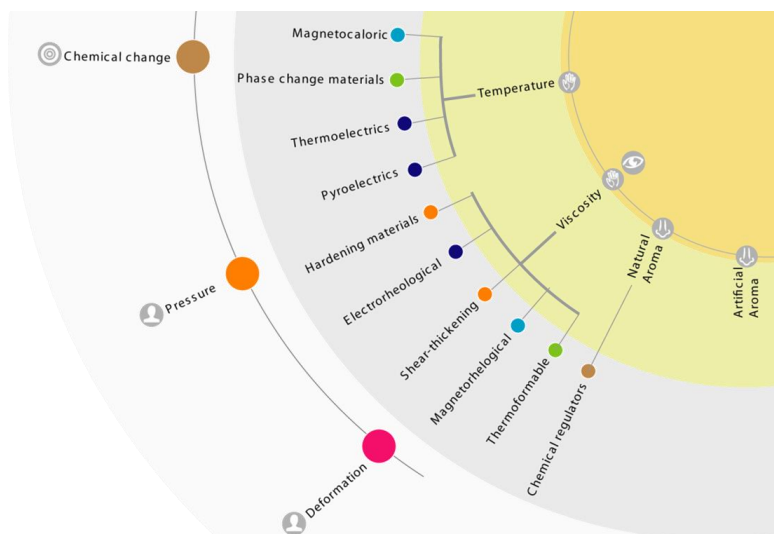 Magnetocaloric
Chemical change
Phase change materials
Temperature
Thermoelectrics
Pyroelectrics
Hardening materials
Viscosity
Electrorheological
Natural
Aroma
Artificial
Aroma
Pressure
Shear-thickening
Magnetorhelogical
Thermoformable
Chemical regulators
Deformation